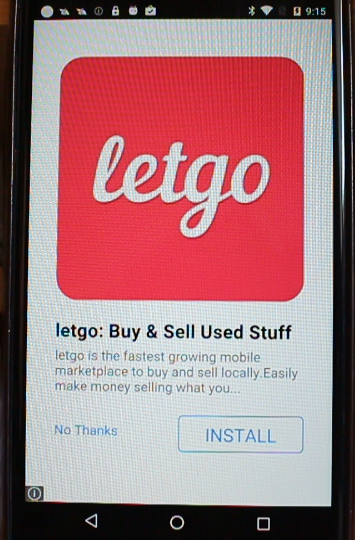 9:15
letgo
letgo: Buy & Sell Used Stuff
letgo is the fastest growing mobile
marketplace to buy and sell locally.Easily
make money selling what you...
No Thanks
INSTALL